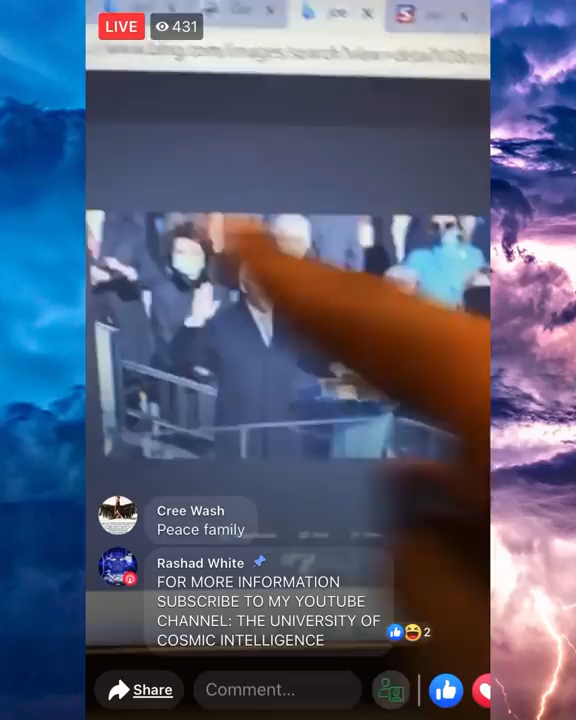 LIVE
431
Cree Wash
Peace family
Rashad White
FOR MORE INFORMATION
SUBSCRIBE TO MY YOUTUBE
CHANNEL: THE UNIVERSITY OF
COSMIC INTELLIGENCE
2
Share
Comment...